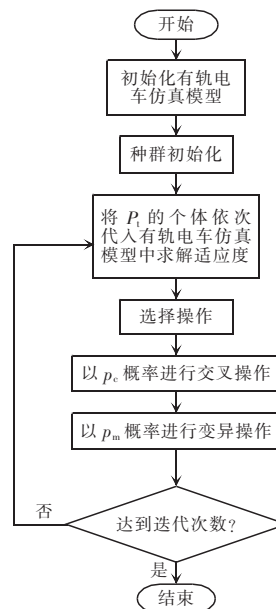 开始
初始化有轨电
车仿真模型
种群初始化
将 P₁ 的个体依次
代入有轨电车仿真
模型中求解适应度
选择操作
以 p_c 概率进行交叉操作
以 p_m 概率进行变异操作
否
达到迭代次数?
是
结束